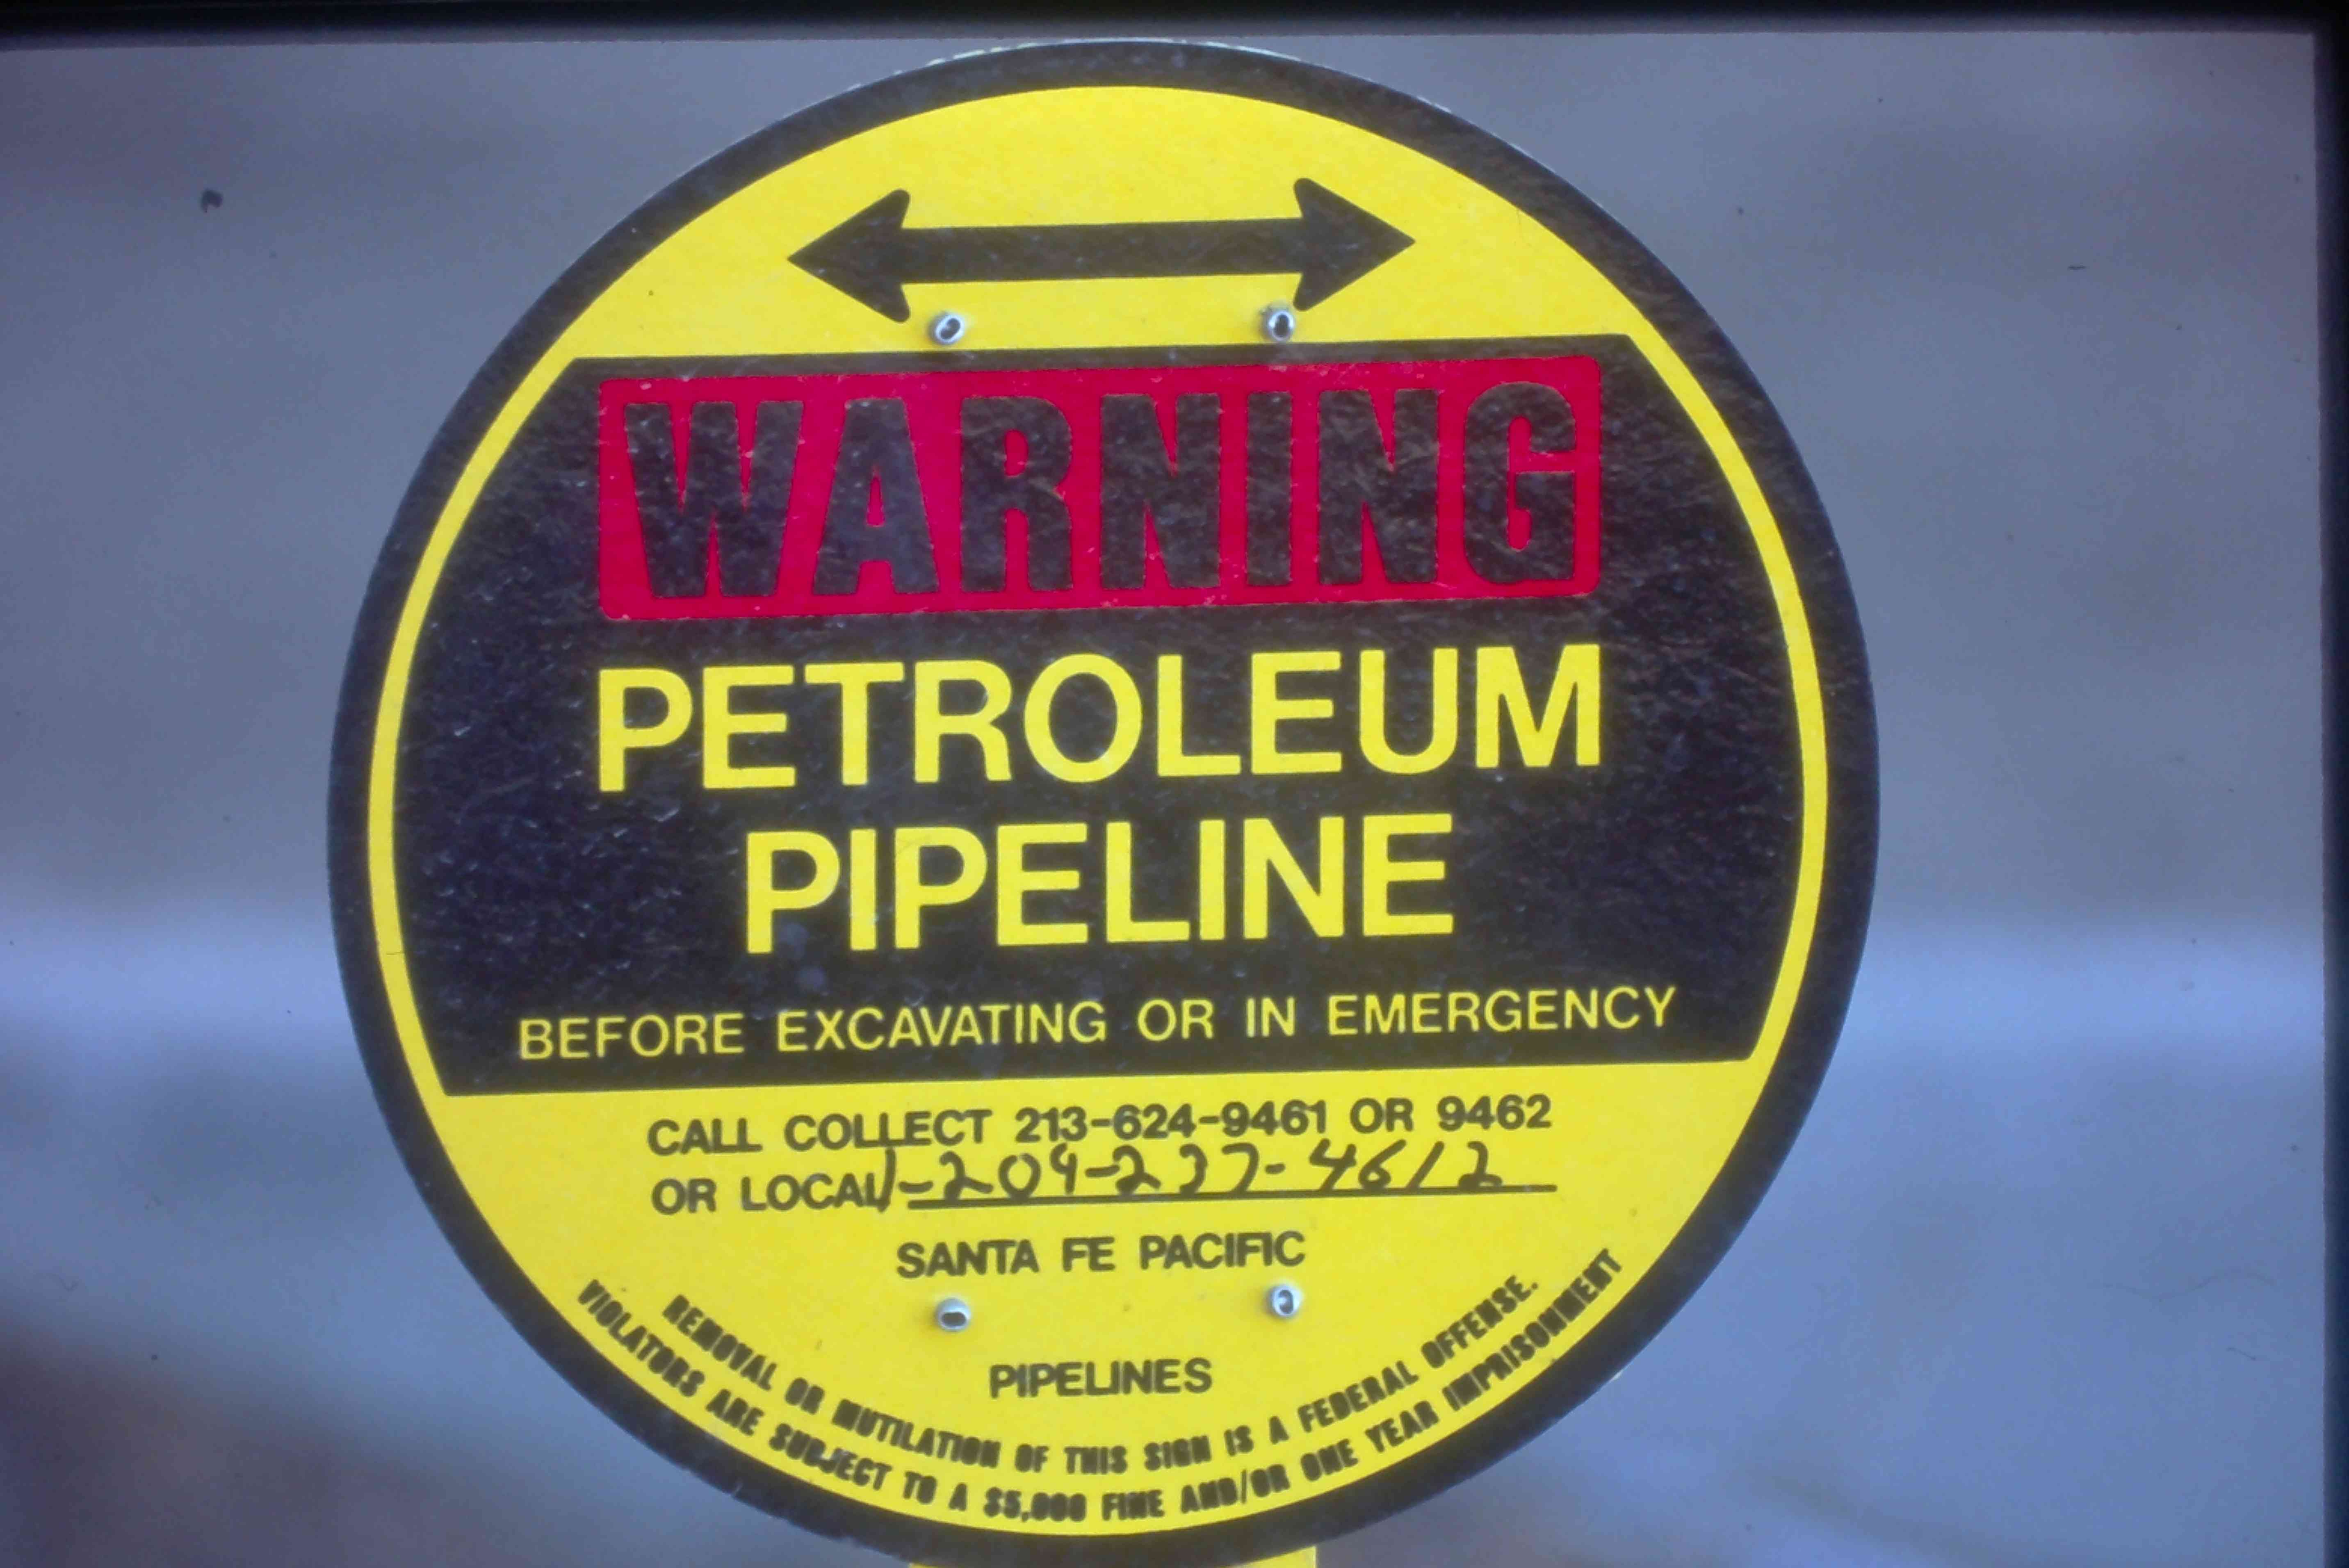 WARNING
PETROLEUM
PIPELINE
BEFORE EXCAVATING OR IN EMERGENCY
CALL COLLECT 213-624-9461 OR 9462
OR LOCAL 1-209-237-4612
SANTA FE PACIFIC
PIPELINES
REMOVAL OR MUTILATION OF THIS SIGN IS A FEDERAL OFFENSE.
VIOLATORS ARE SUBJECT TO A $5,000 FINE AND/OR ONE YEAR IMPRISONMENT